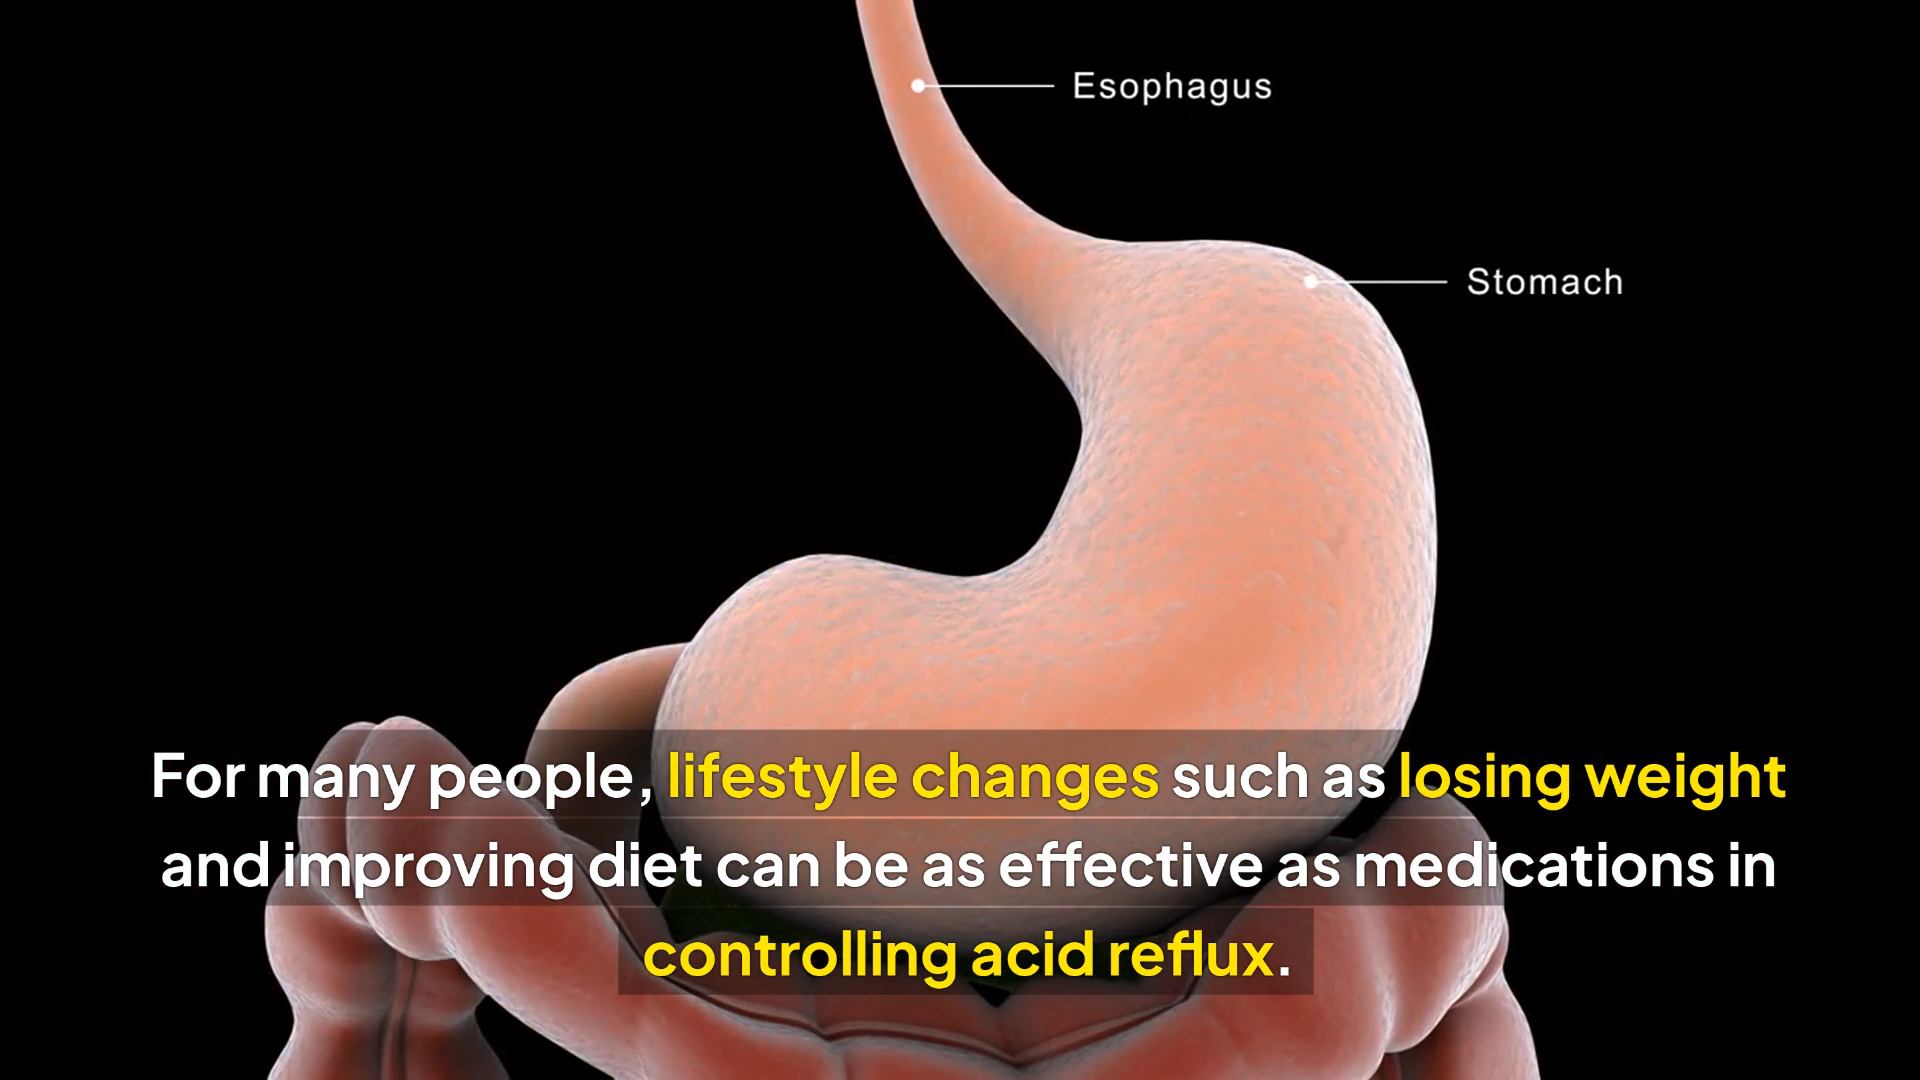 Esophagus
Stomach
For many people, lifestyle changes such as losing weight
and improving diet can be as effective as medications in
controlling acid reflux.